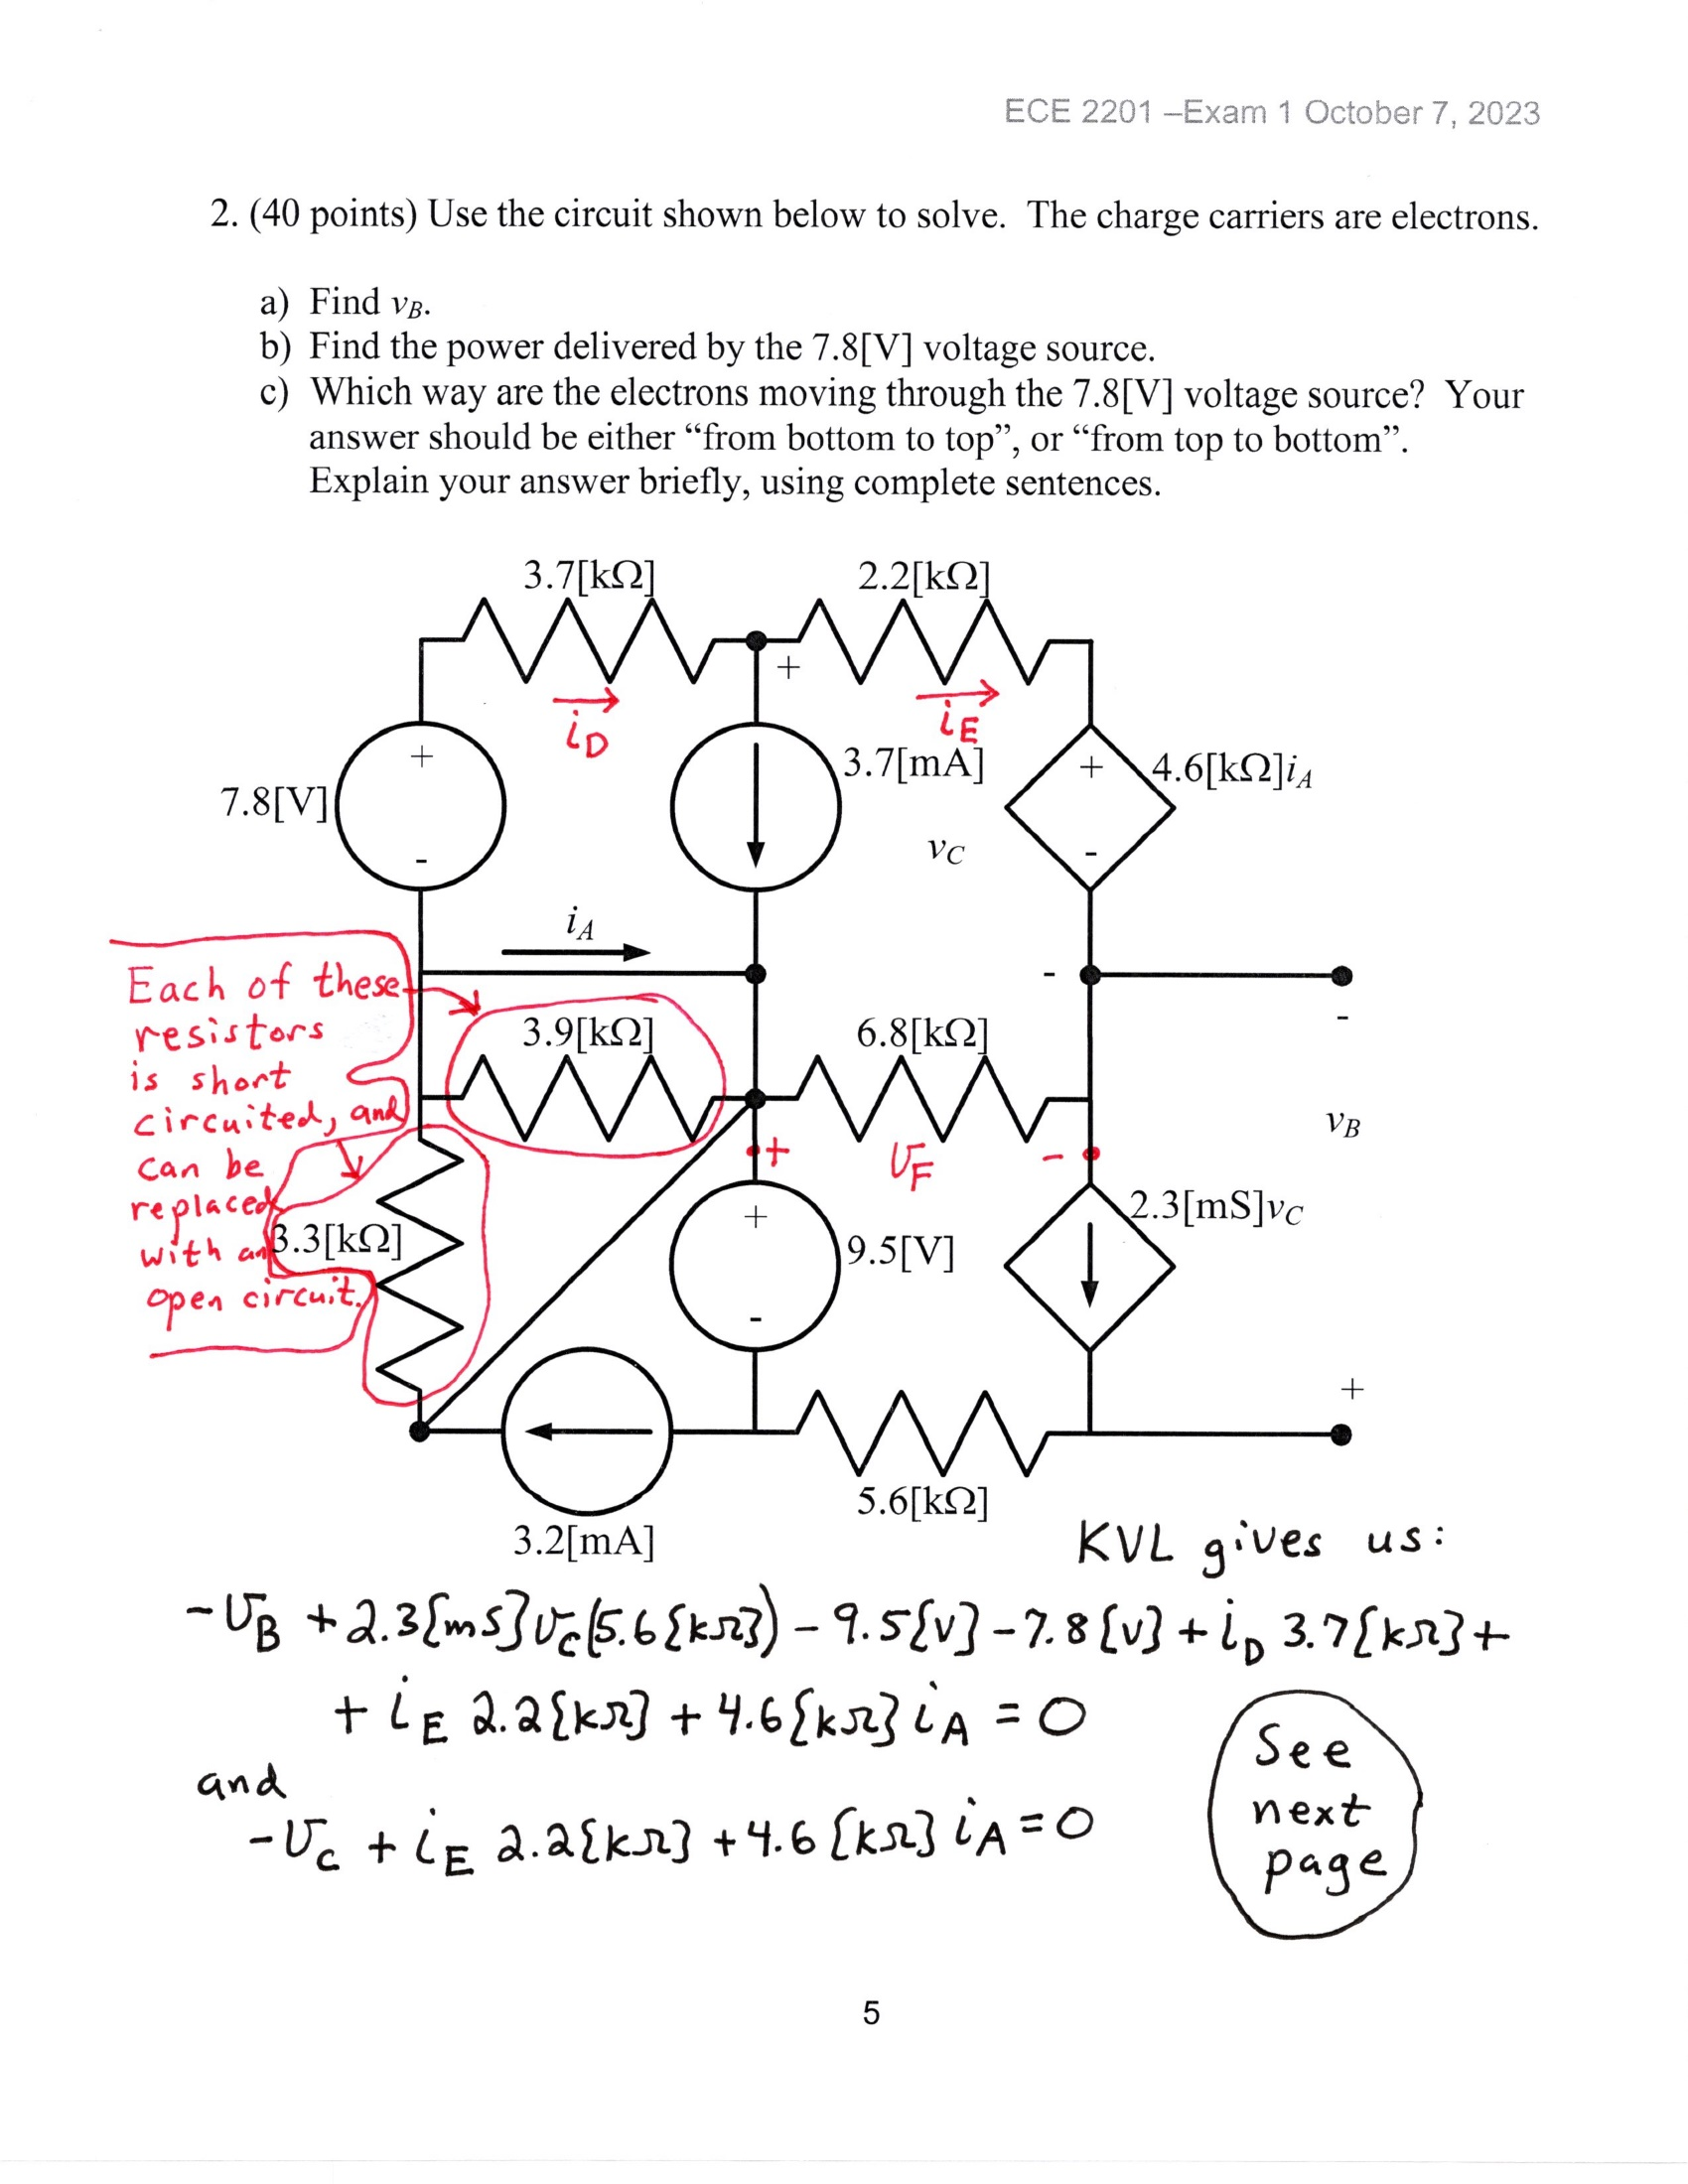 ECE 2201 –Exam 1 October 7, 2023
2. (40 points) Use the circuit shown below to solve. The charge carriers are electrons.
a) Find vB.
b) Find the power delivered by the 7.8[V] voltage source.
c) Which way are the electrons moving through the 7.8[V] voltage source? Your
answer should be either “from bottom to top”, or “from top to bottom”.
Explain your answer briefly, using complete sentences.
3.7[kΩ]
2.2[kΩ]
+
iD
iE
7.8[V]
+
-
3.7[mA]
vC
+
-
4.6[kΩ]iA
iA
-
-
Each of these
resistors
is short
circuited, and
can be
replaced
with an
open circuit.
3.9[kΩ]
6.8[kΩ]
vB
+
vF
-
3.3[kΩ]
+
-
9.5[V]
2.3[mS]vC
+
5.6[kΩ]
3.2[mA]
KVL gives us:
-vB + 2.3[mS]vC(5.6[kΩ]) - 9.5[V] - 7.8[V] + iD 3.7[kΩ] +
+ iE 2.2[kΩ] + 4.6[kΩ] iA = 0
and
-vC + iE 2.2[kΩ] + 4.6[kΩ] iA = 0
See
next
page
5